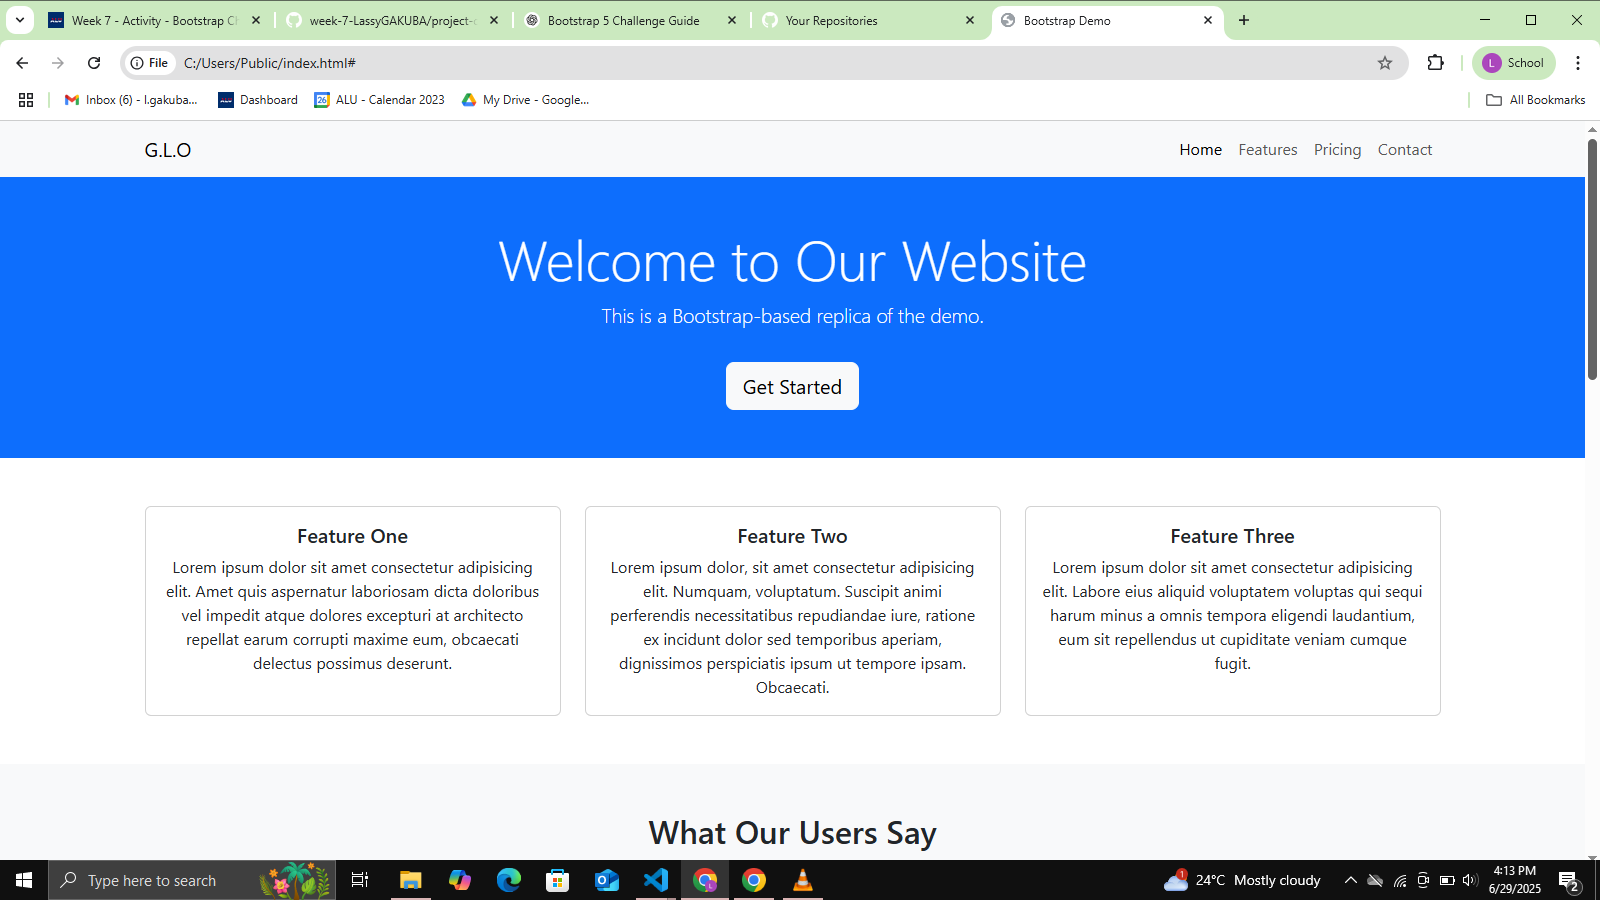 Week 7 - Activity - Bootstrap Ch
week-7-LassyGAKUBA/project-c
Bootstrap 5 Challenge Guide
Your Repositories
Bootstrap Demo
File
C:/Users/Public/index.html#
L
School
Inbox (6) - l.gakuba...
Dashboard
26
ALU - Calendar 2023
My Drive - Google...
All Bookmarks
G.L.O
Home
Features
Pricing
Contact
Welcome to Our Website
This is a Bootstrap-based replica of the demo.
Get Started
Feature One
Lorem ipsum dolor sit amet consectetur adipisicing
elit. Amet quis aspernatur laboriosam dicta doloribus
vel impedit atque dolores excepturi at architecto
repellat earum corrupti maxime eum, obcaecati
delectus possimus deserunt.
Feature Two
Lorem ipsum dolor, sit amet consectetur adipisicing
elit. Numquam, voluptatum. Suscipit animi
perferendis necessitatibus repudiandae iure, ratione
ex incidunt dolor sed temporibus aperiam,
dignissimos perspiciatis ipsum ut tempore ipsam.
Obcaecati.
Feature Three
Lorem ipsum dolor sit amet consectetur adipisicing
elit. Labore eius aliquid voluptatem voluptas qui sequi
harum minus a omnis tempora eligendi laudantium,
eum sit repellendus ut cupiditate veniam cumque
fugit.
What Our Users Say
Type here to search
1
24°C Mostly cloudy
4:13 PM
6/29/2025
2